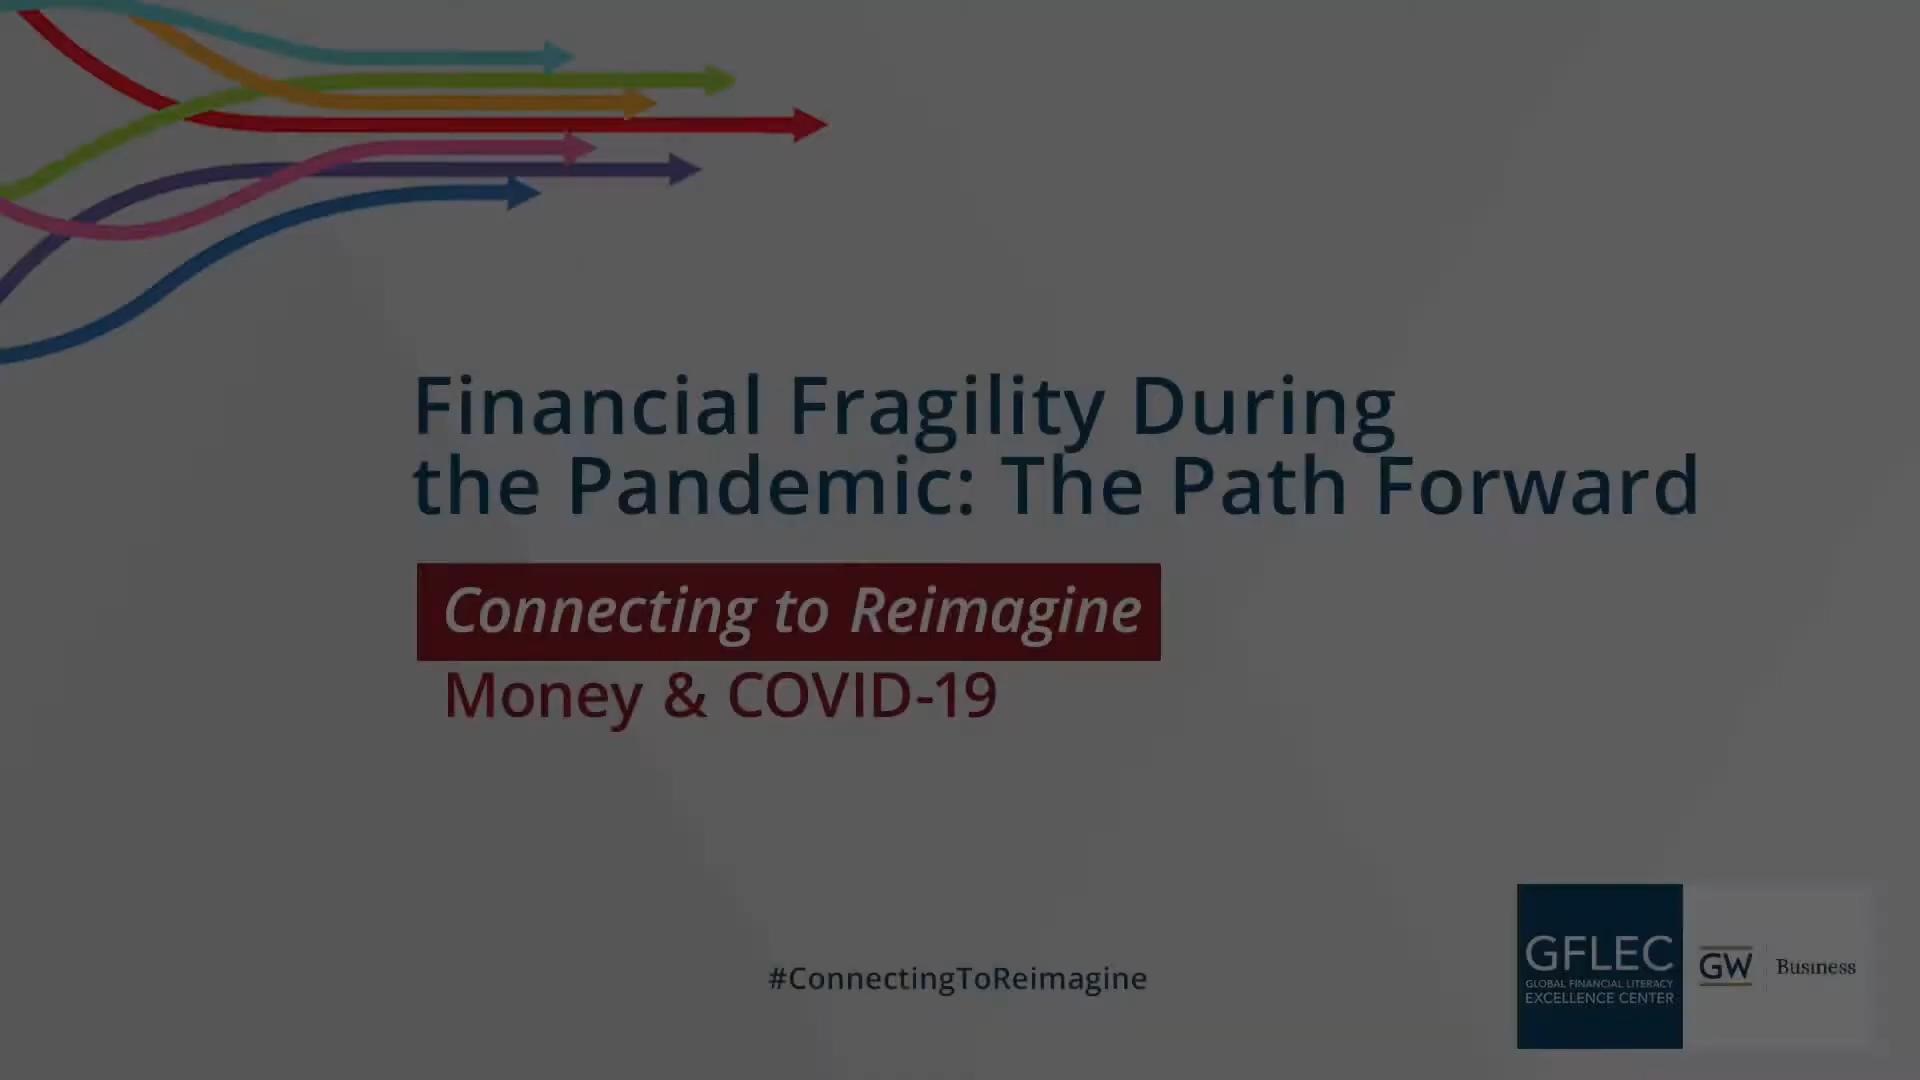 Financial Fragility During
the Pandemic: The Path Forward
Connecting to Reimagine
Money & COVID-19
#ConnectingToReimagine
GFLEC
GLOBAL FINANCIAL LITERACY
EXCELLENCE CENTER
GW Business